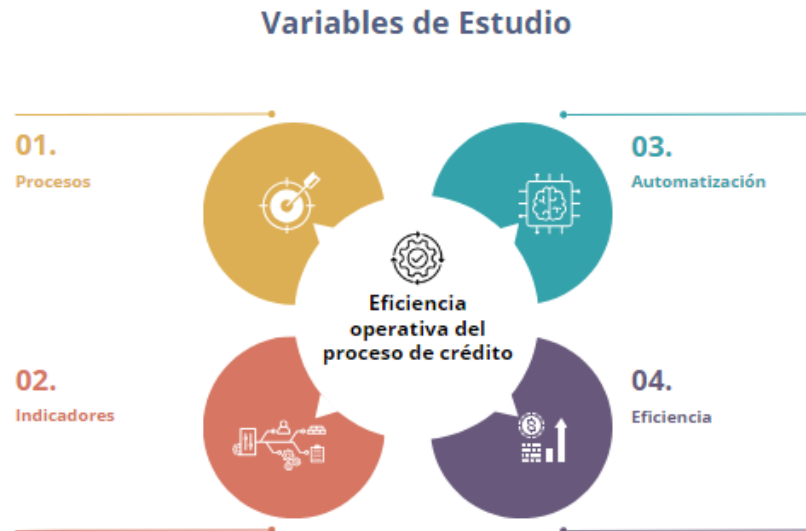 Variables de Estudio
01.
Procesos
03.
Automatización
Eficiencia
operativa del
proceso de crédito
02.
Indicadores
04.
Eficiencia